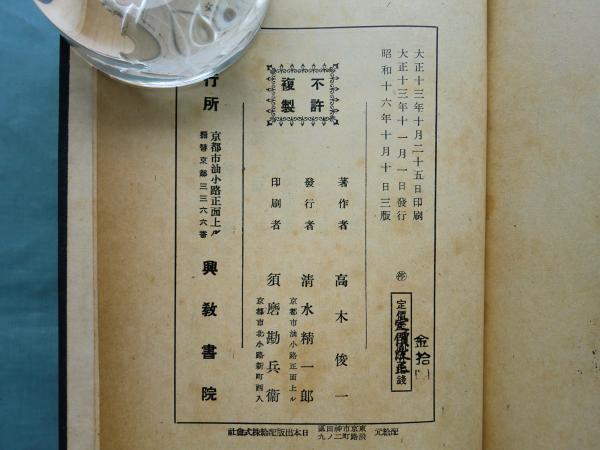 大正十三年十月二十五日印刷
大正十三年十一月一日發行
昭和十六年十月十日三版
㊞
定價
錢
金拾
不許
複製
著作者 高木俊一
發行者 清水精一郎
京都市油小路正面上ル
印刷者 須磨勘兵衞
京都市北小路新町西入
行所 興教書院
京都市油小路正面上ル
振替京都三三六六番
配給元 東京市神田區淡路町二ノ九 日本出版配給株式會社